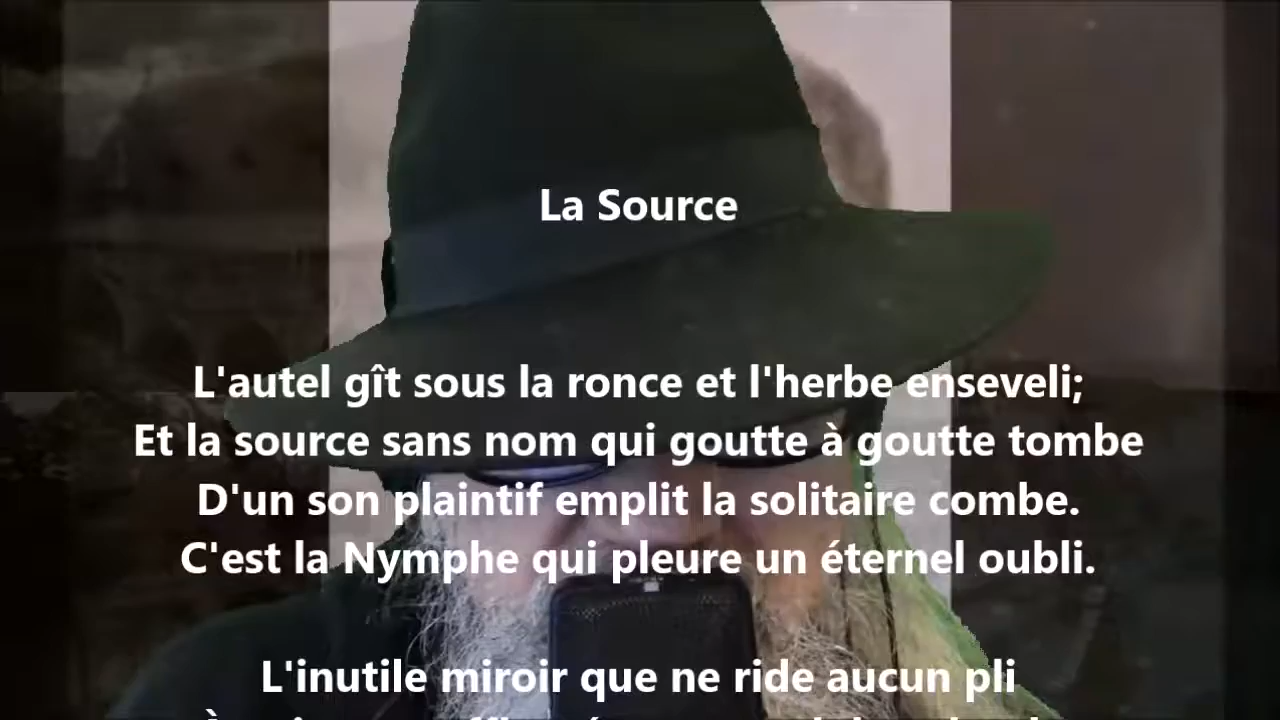 La Source
L'autel gît sous la ronce et l'herbe enseveli;
Et la source sans nom qui goutte à goutte tombe
D'un son plaintif emplit la solitaire combe.
C'est la Nymphe qui pleure un éternel oubli.
L'inutile miroir que ne ride aucun pli